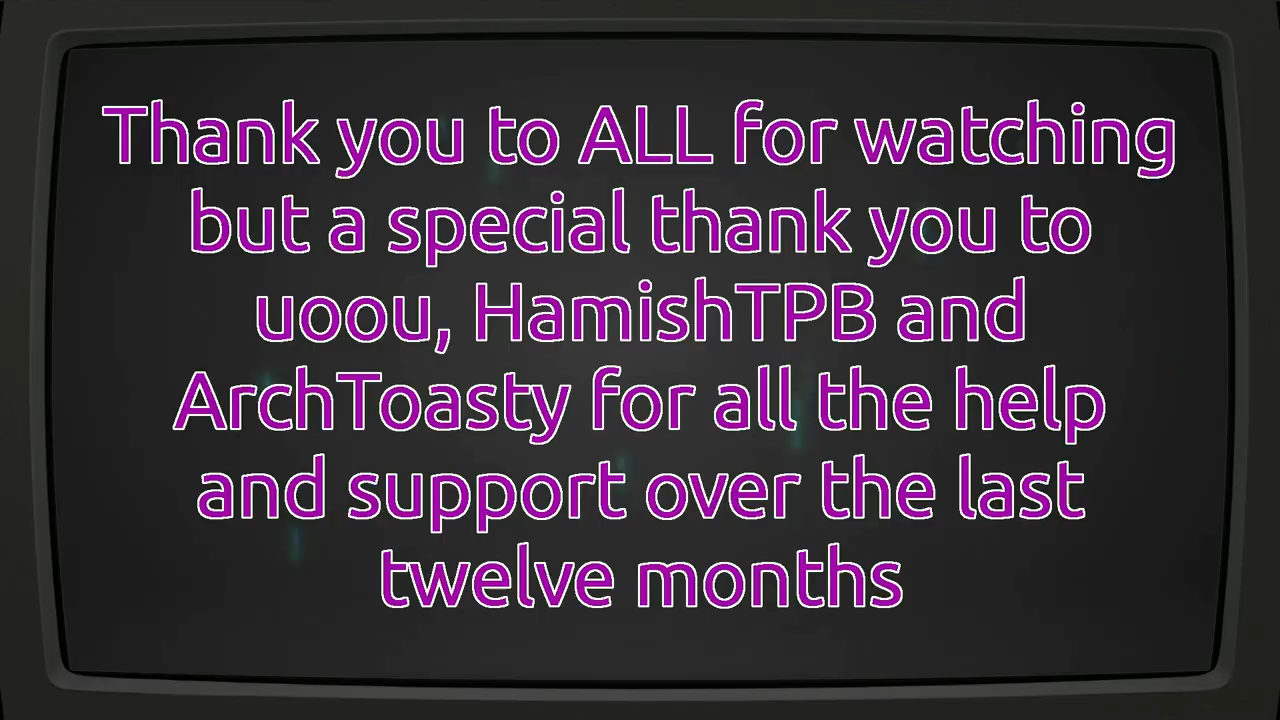 Thank you to ALL for watching
but a special thank you to
uoou, HamishTPB and
ArchToasty for all the help
and support over the last
twelve months